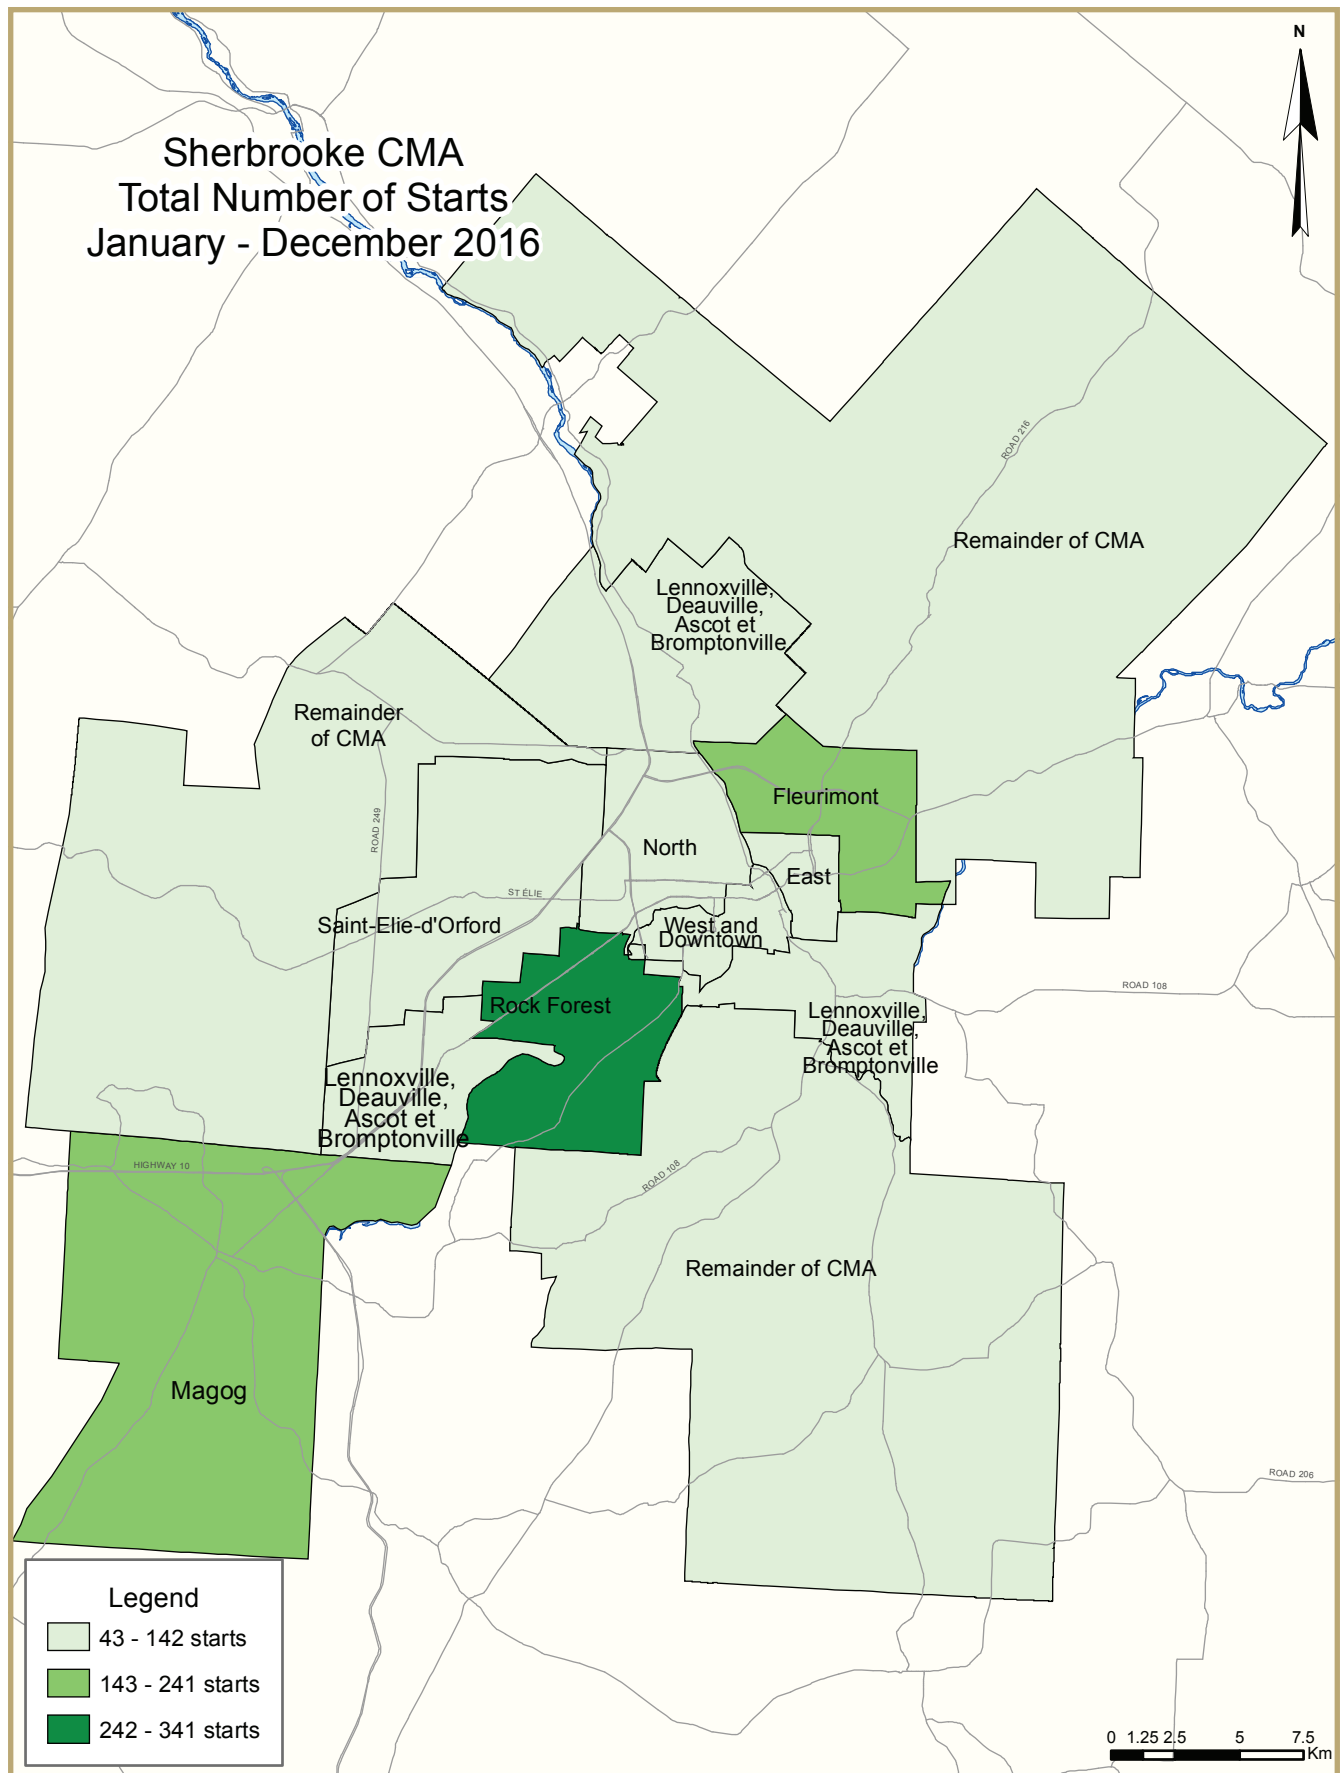 N
Sherbrooke CMA
Total Number of Starts
January - December 2016
ROAD 216
Remainder of CMA
Lennoxville,
Deauville,
Ascot et
Bromptonville
Remainder
of CMA
Fleurimont
ROAD 249
North
East
ST ÉLIE
Saint-Elie-d'Orford
West and
Downtown
Rock Forest
ROAD 108
Lennoxville,
Deauville,
Ascot et
Bromptonville
Lennoxville,
Deauville,
Ascot et
Bromptonville
HIGHWAY 10
ROAD 108
Remainder of CMA
Magog
ROAD 206
Legend
43 - 142 starts
143 - 241 starts
242 - 341 starts
0 1.25 2.5 5 7.5
Km